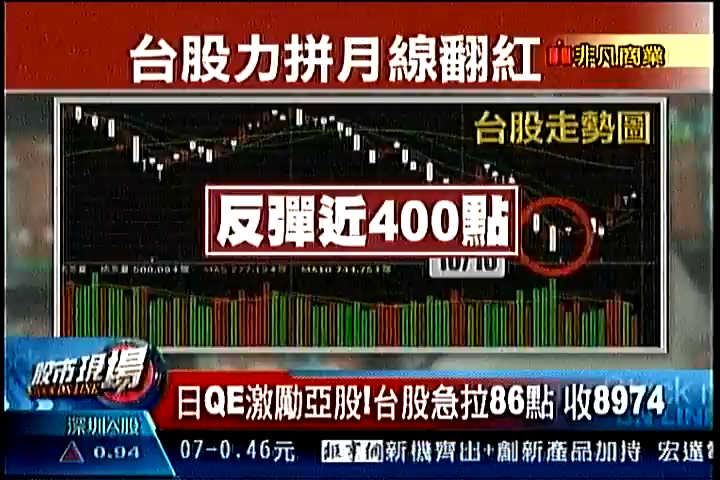 台股力拼月線翻紅
非凡商業
台股走勢圖
反彈近400點
10/16
股市現場
日QE激勵亞股!台股急拉86點 收8974
深圳A股
△ 0.94
07-0.46元
新機齊出+創新產品加持 宏達